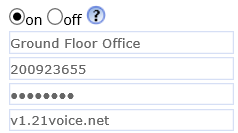 on off ?
Ground Floor Office
200923655
••••••••
v1.21voice.net